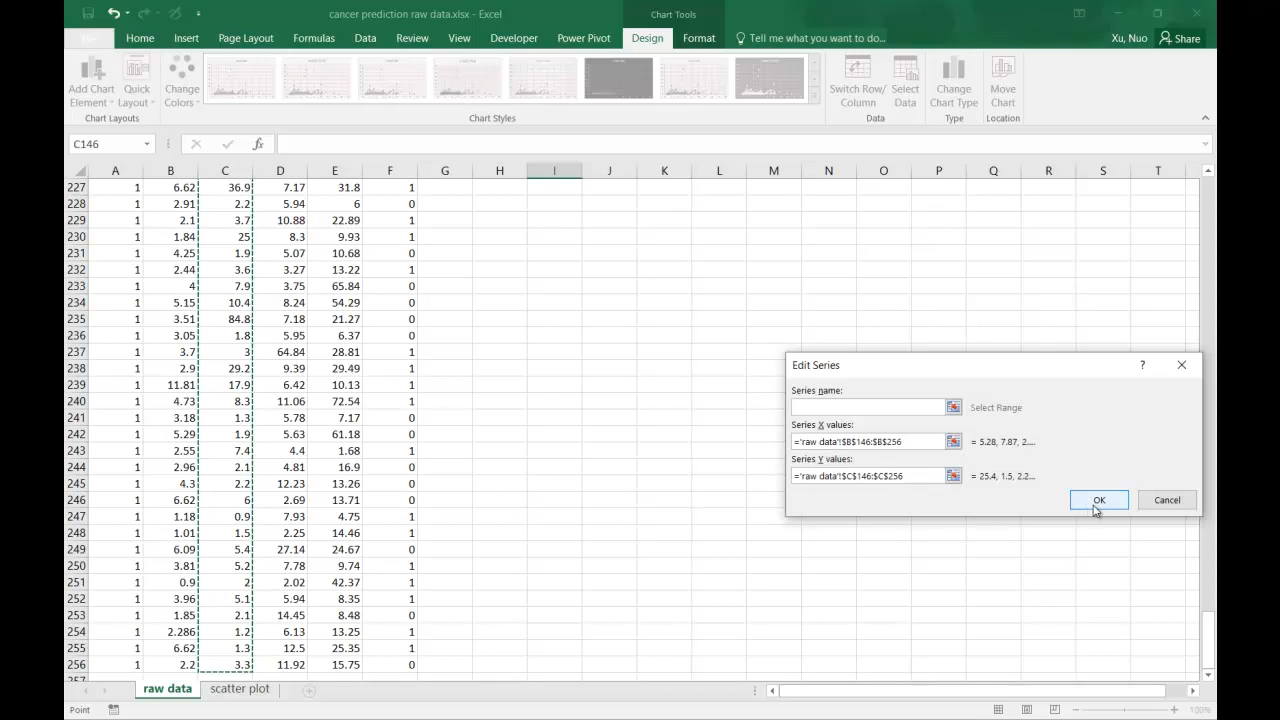 cancer prediction raw data.xlsx - Excel
Chart Tools
Home Insert Page Layout Formulas Data Review View Developer Power Pivot Design Format Tell me what you want to do... Xu, Nuo Share
Add Chart Element Quick Layout Change Colors Switch Row/ Column Select Data Change Chart Type Move Chart
Chart Layouts Chart Styles Data Type Location
C146 fx
A B C D E F G H I J K L M N O P Q R S T
227 1 6.62 36.9 7.17 31.8 1
228 1 2.91 2.2 5.94 6 0
229 1 2.1 3.7 10.88 22.89 1
230 1 1.84 25 8.3 9.93 1
231 1 4.25 1.9 5.07 10.68 0
232 1 2.44 3.6 3.27 13.22 1
233 1 4 7.9 3.75 65.84 0
234 1 5.15 10.4 8.24 54.29 0
235 1 3.51 84.8 7.18 21.27 0
236 1 3.05 1.8 5.95 6.37 0
237 1 3.7 3 64.84 28.81 1
238 1 2.9 29.2 9.39 29.49 1
239 1 11.81 17.9 6.42 10.13 1
240 1 4.73 8.3 11.06 72.54 1
241 1 3.18 1.3 5.78 7.17 0
242 1 5.29 1.9 5.63 61.18 0
243 1 2.55 7.4 4.4 1.68 1
244 1 2.96 2.1 4.81 16.9 0
245 1 4.3 2.2 12.23 13.26 0
246 1 6.62 6 2.69 13.71 0
247 1 1.18 0.9 7.93 4.75 1
248 1 1.01 1.5 2.25 14.46 1
249 1 6.09 5.4 27.14 24.67 0
250 1 3.81 5.2 7.78 9.74 1
251 1 0.9 2 2.02 42.37 1
252 1 3.96 5.1 5.94 8.35 1
253 1 1.85 2.1 14.45 8.48 0
254 1 2.286 1.2 6.13 13.25 1
255 1 6.62 1.3 12.5 25.35 1
256 1 2.2 3.3 11.92 15.75 0
Edit Series ?
Series name:
Select Range
Series X values:
='raw data'!$B$146:$B$256 = 5.28, 7.87, 2....
Series Y values:
='raw data'!$C$146:$C$256 = 25.4, 1.5, 2.2...
OK Cancel
raw data scatter plot
Point 100%